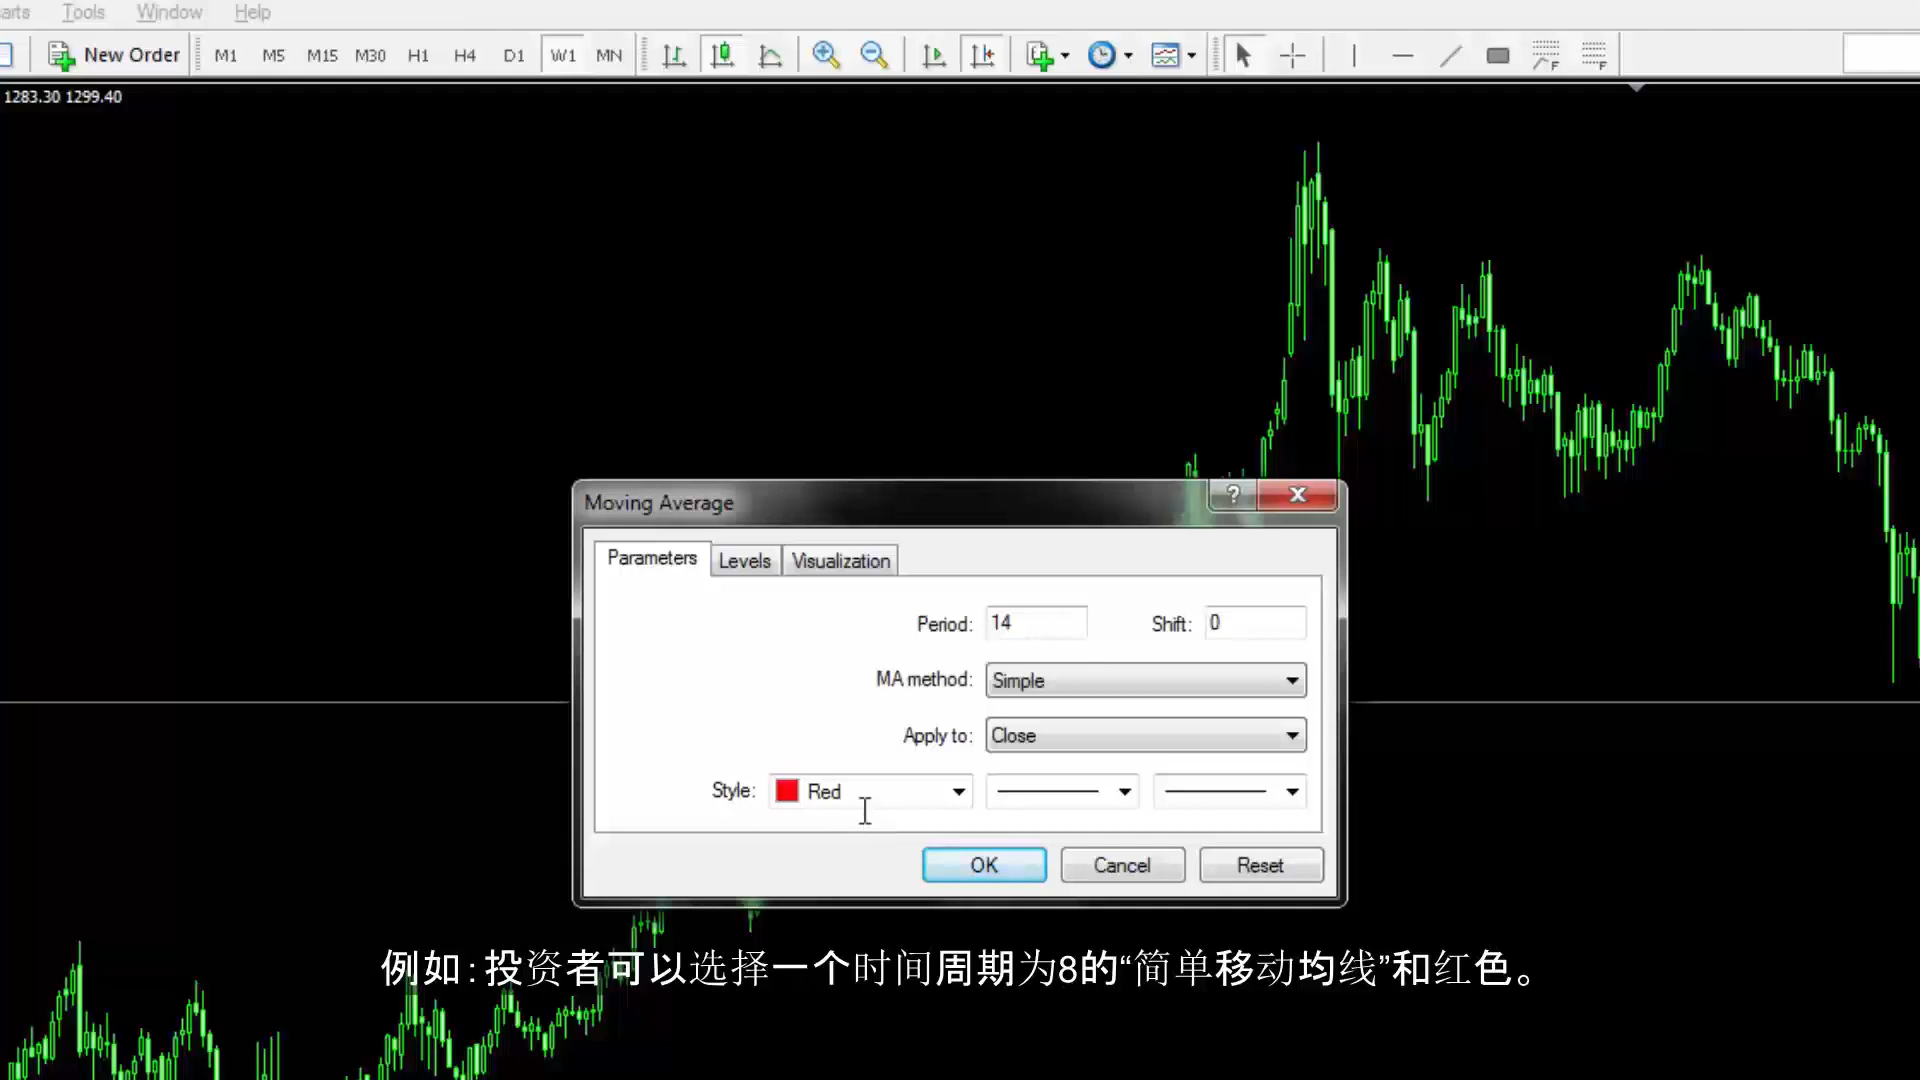 Tools Window Help
New Order M1 M5 M15 M30 H1 H4 D1 W1 MN
1283.30 1299.40
Moving Average
Parameters Levels Visualization
Period: 14 Shift: 0
MA method: Simple
Apply to: Close
Style: Red
OK Cancel Reset
例如:投资者可以选择一个时间周期为8的“简单移动均线”和红色。